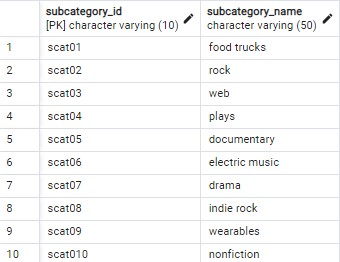 subcategory_id subcategory_name
[PK] character varying (10) character varying (50)
1 scat01 food trucks
2 scat02 rock
3 scat03 web
4 scat04 plays
5 scat05 documentary
6 scat06 electric music
7 scat07 drama
8 scat08 indie rock
9 scat09 wearables
10 scat010 nonfiction